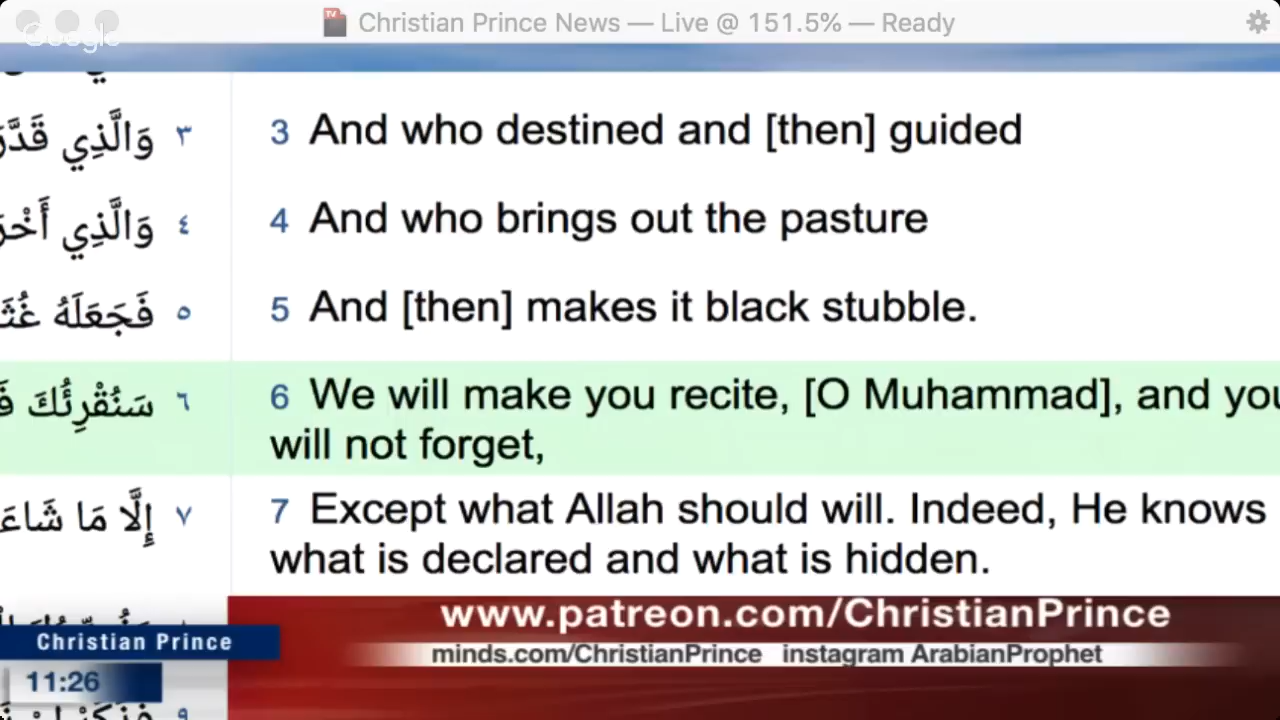 Christian Prince News — Live @ 151.5% — Ready
Google
وَالَّذِي قَدَّرَ ٣ 3 And who destined and [then] guided
وَالَّذِي ٤ 4 And who brings out the pasture
فَجَعَلَهُ ٥ 5 And [then] makes it black stubble.
سَنُقْرِئُكَ ٦ 6 We will make you recite, [O Muhammad], and you
will not forget,
إِلَّا مَا ٧ 7 Except what Allah should will. Indeed, He knows
what is declared and what is hidden.
www.patreon.com/ChristianPrince
Christian Prince
minds.com/ChristianPrince instagram ArabianProphet
11:26
٩